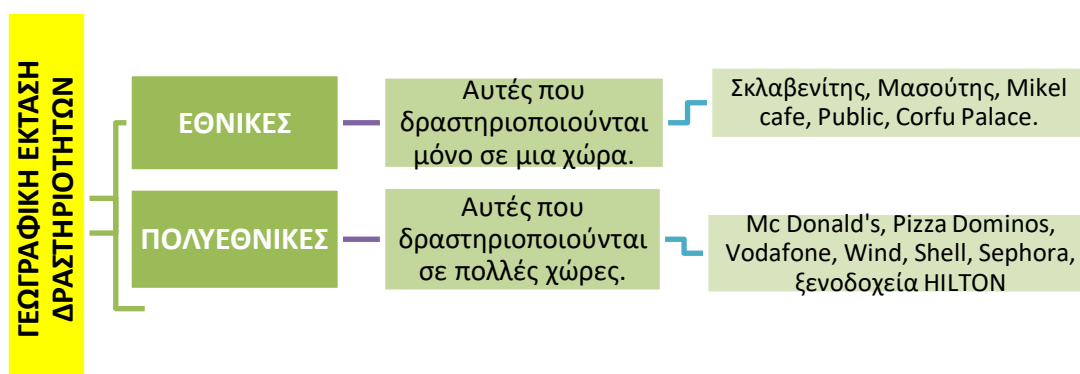 ΓΕΩΓΡΑΦΙΚΗ ΕΚΤΑΣΗ
ΔΡΑΣΤΗΡΙΟΤΗΤΩΝ
ΕΘΝΙΚΕΣ
Αυτές που
δραστηριοποιούνται
μόνο σε μια χώρα.
Σκλαβενίτης, Μασούτης, Mikel
cafe, Public, Corfu Palace.
ΠΟΛΥΕΘΝΙΚΕΣ
Αυτές που
δραστηριοποιούνται
σε πολλές χώρες.
Mc Donald's, Pizza Dominos,
Vodafone, Wind, Shell, Sephora,
ξενοδοχεία HILTON